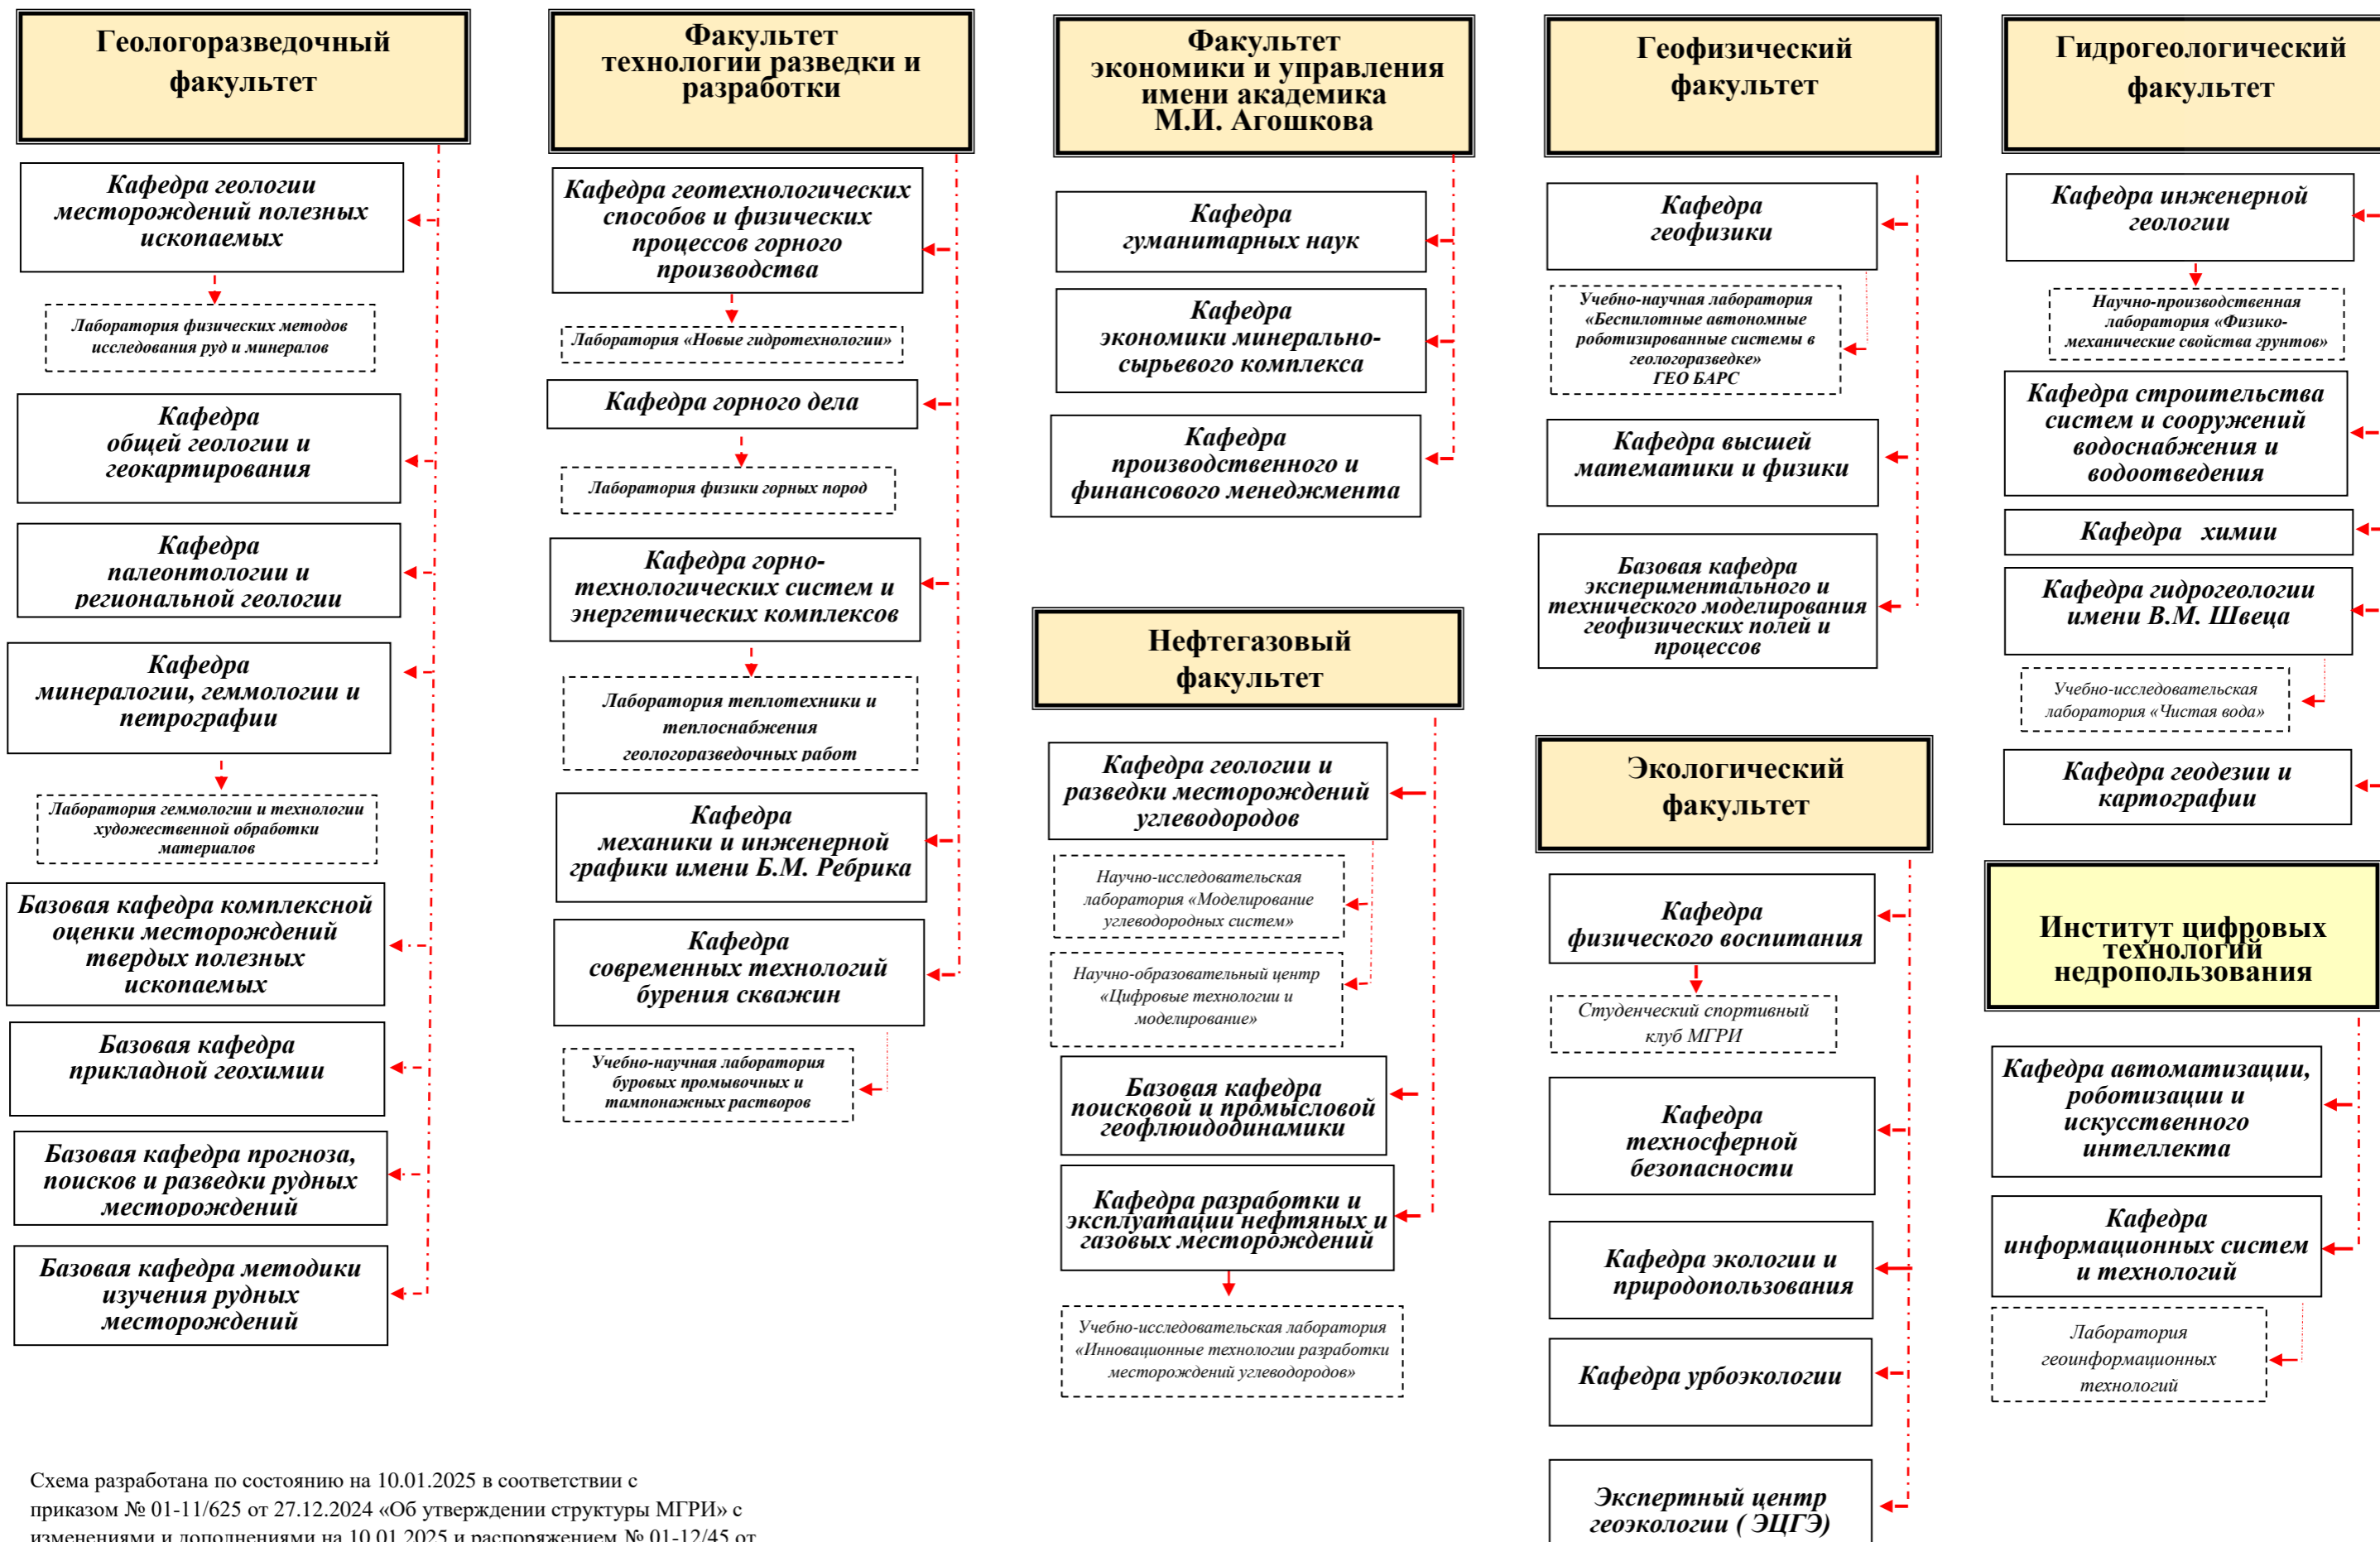 Геологоразведочный
факультет
Кафедра геологии
месторождений полезных
ископаемых
Лаборатория физических методов
исследования руд и минералов
Кафедра
общей геологии и
геокартирования
Кафедра
палеонтологии и
региональной геологии
Кафедра
минералогии, геммологии и
петрографии
Лаборатория геммологии и технологии
художественной обработки
материалов
Базовая кафедра комплексной
оценки месторождений
твердых полезных
ископаемых
Базовая кафедра
прикладной геохимии
Базовая кафедра прогноза,
поисков и разведки рудных
месторождений
Базовая кафедра методики
изучения рудных
месторождений
Факультет
технологии разведки и
разработки
Кафедра геотехнологических
способов и физических
процессов горного
производства
Лаборатория «Новые гидротехнологии»
Кафедра горного дела
Лаборатория физики горных пород
Кафедра горно-
технологических систем и
энергетических комплексов
Лаборатория теплотехники и
теплоснабжения
геологоразведочных работ
Кафедра
механики и инженерной
графики имени Б.М. Ребрика
Кафедра
современных технологий
бурения скважин
Учебно-научная лаборатория
буровых промывочных и
тампонажных растворов
Факультет
экономики и управления
имени академика
М.И. Агошкова
Кафедра
гуманитарных наук
Кафедра
экономики минерально-
сырьевого комплекса
Кафедра
производственного и
финансового менеджмента
Нефтегазовый
факультет
Кафедра геологии и
разведки месторождений
углеводородов
Научно-исследовательская
лаборатория «Моделирование
углеводородных систем»
Научно-образовательный центр
«Цифровые технологии и
моделирование»
Базовая кафедра
поисковой и промысловой
геофлюидодинамики
Кафедра разработки и
эксплуатации нефтяных и
газовых месторождений
Учебно-исследовательская лаборатория
«Инновационные технологии разработки
месторождений углеводородов»
Геофизический
факультет
Кафедра
геофизики
Учебно-научная лаборатория
«Беспилотные автономные
роботизированные системы в
геологоразведке»
ГЕО БАРС
Кафедра высшей
математики и физики
Базовая кафедра
экспериментального и
технического моделирования
геофизических полей и
процессов
Экологический
факультет
Кафедра
физического воспитания
Студенческий спортивный
клуб МГРИ
Кафедра
техносферной
безопасности
Кафедра экологии и
природопользования
Кафедра урбоэкологии
Экспертный центр
геоэкологии ( ЭЦГЭ)
Гидрогеологический
факультет
Кафедра инженерной
геологии
Научно-производственная
лаборатория «Физико-
механические свойства грунтов»
Кафедра строительства
систем и сооружений
водоснабжения и
водоотведения
Кафедра химии
Кафедра гидрогеологии
имени В.М. Швеца
Учебно-исследовательская
лаборатория «Чистая вода»
Кафедра геодезии и
картографии
Институт цифровых
технологий
недропользования
Кафедра автоматизации,
роботизации и
искусственного
интеллекта
Кафедра
информационных систем
и технологий
Лаборатория
геоинформационных
технологий
Схема разработана по состоянию на 10.01.2025 в соответствии с
приказом № 01-11/625 от 27.12.2024 «Об утверждении структуры МГРИ» с
изменениями и дополнениями на 10.01.2025 и распоряжением № 01-12/45 от